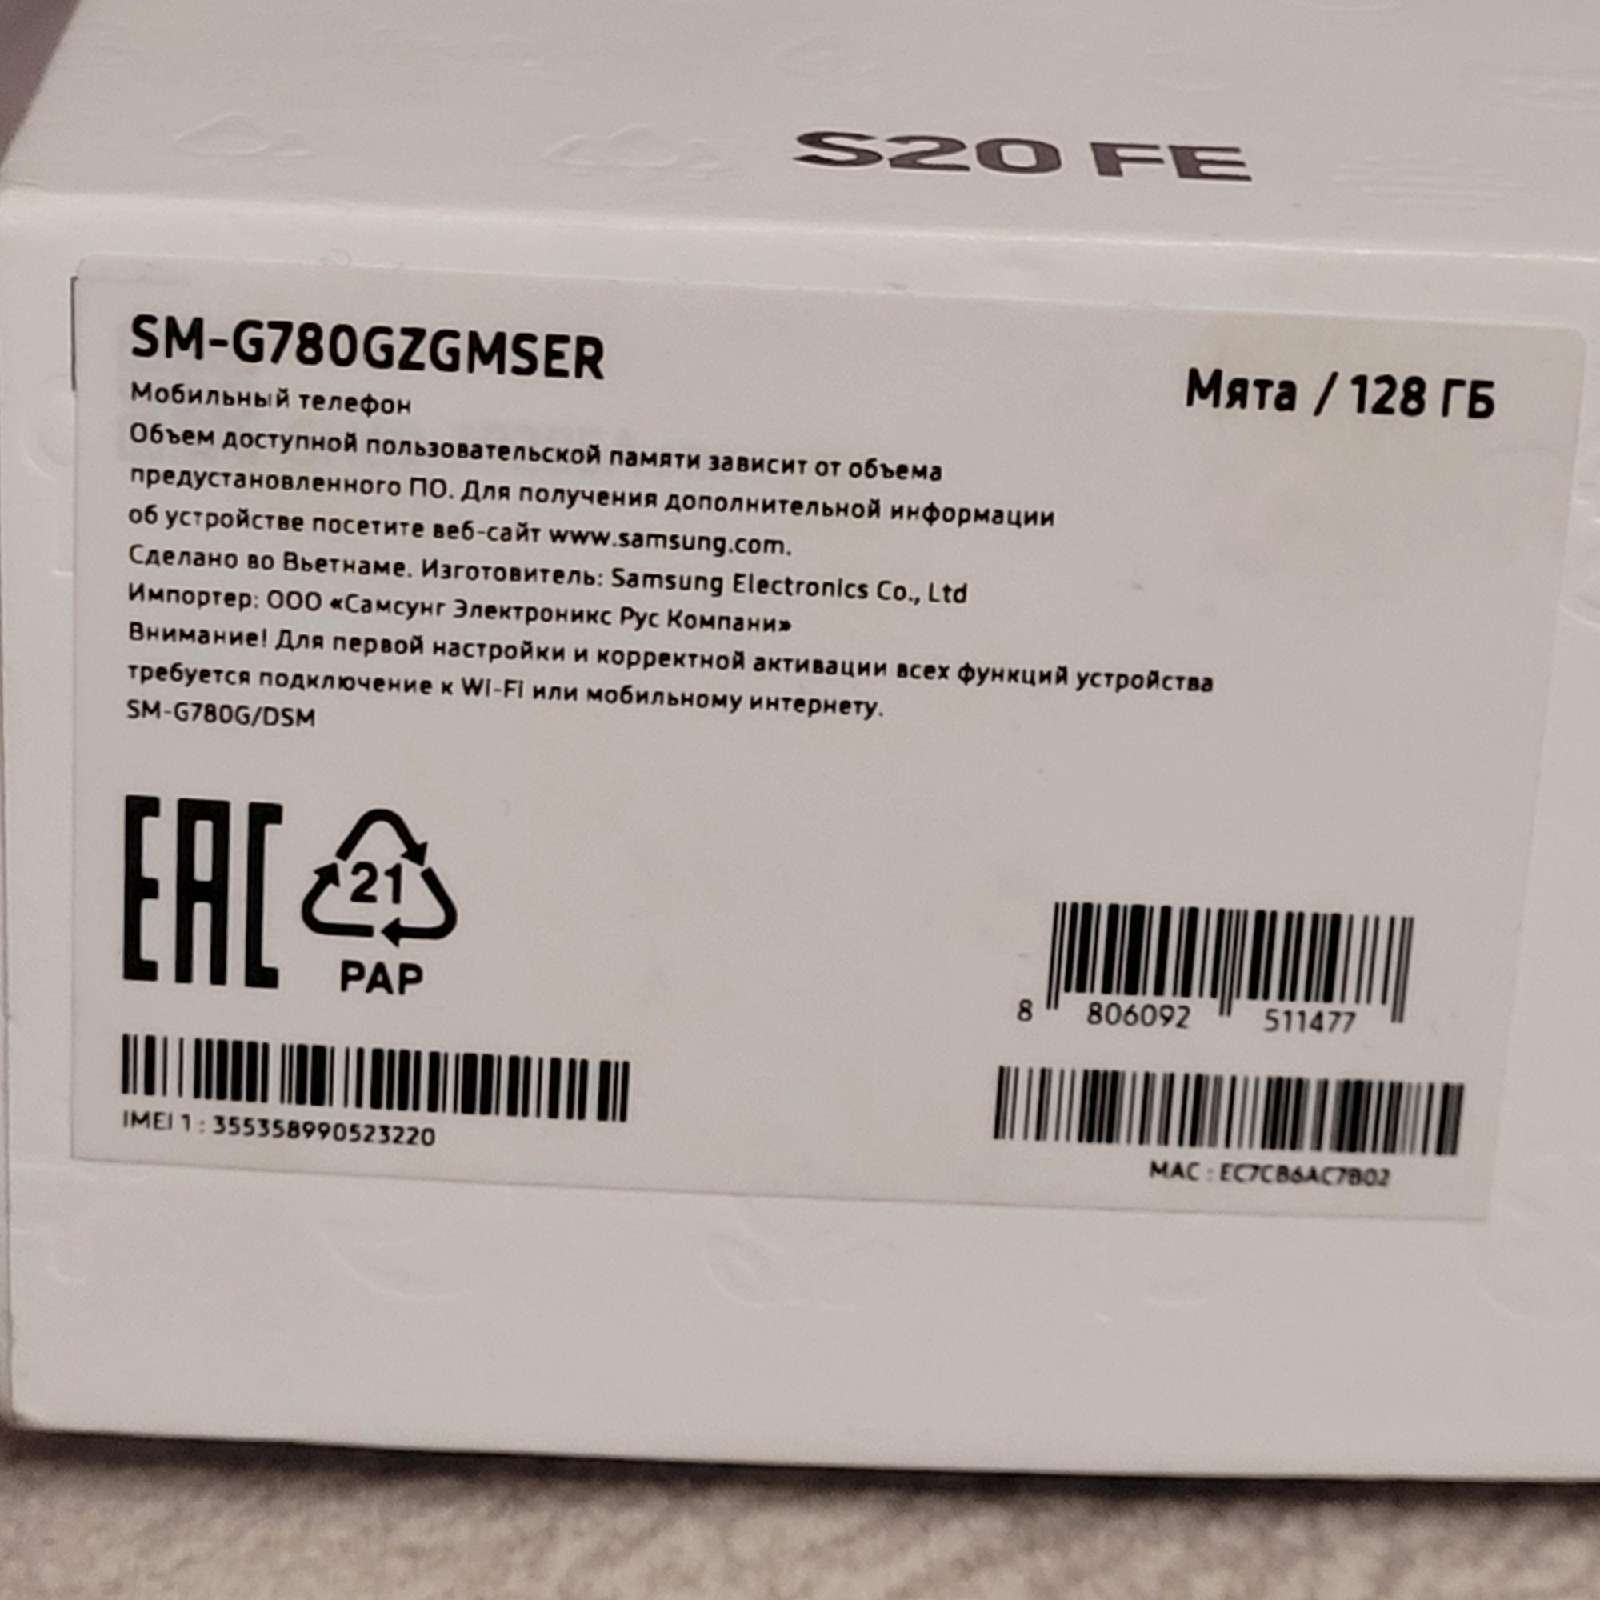 S20 FE
SM-G780GZGMSER
Мята / 128 ГБ
Мобильный телефон
Объем доступной пользовательской памяти зависит от объема
предустановленного ПО. Для получения дополнительной информации
об устройстве посетите веб-сайт www.samsung.com.
Сделано во Вьетнаме. Изготовитель: Samsung Electronics Co., Ltd
Импортер: ООО «Самсунг Электроникс Рус Компани»
Внимание! Для первой настройки и корректной активации всех функций устройства
требуется подключение к Wi-Fi или мобильному интернету.
SM-G780G/DSM
EAC
21
PAP
8 806092 511477
IMEI 1 : 355358990523220
MAC : EC7CB6AC7B02